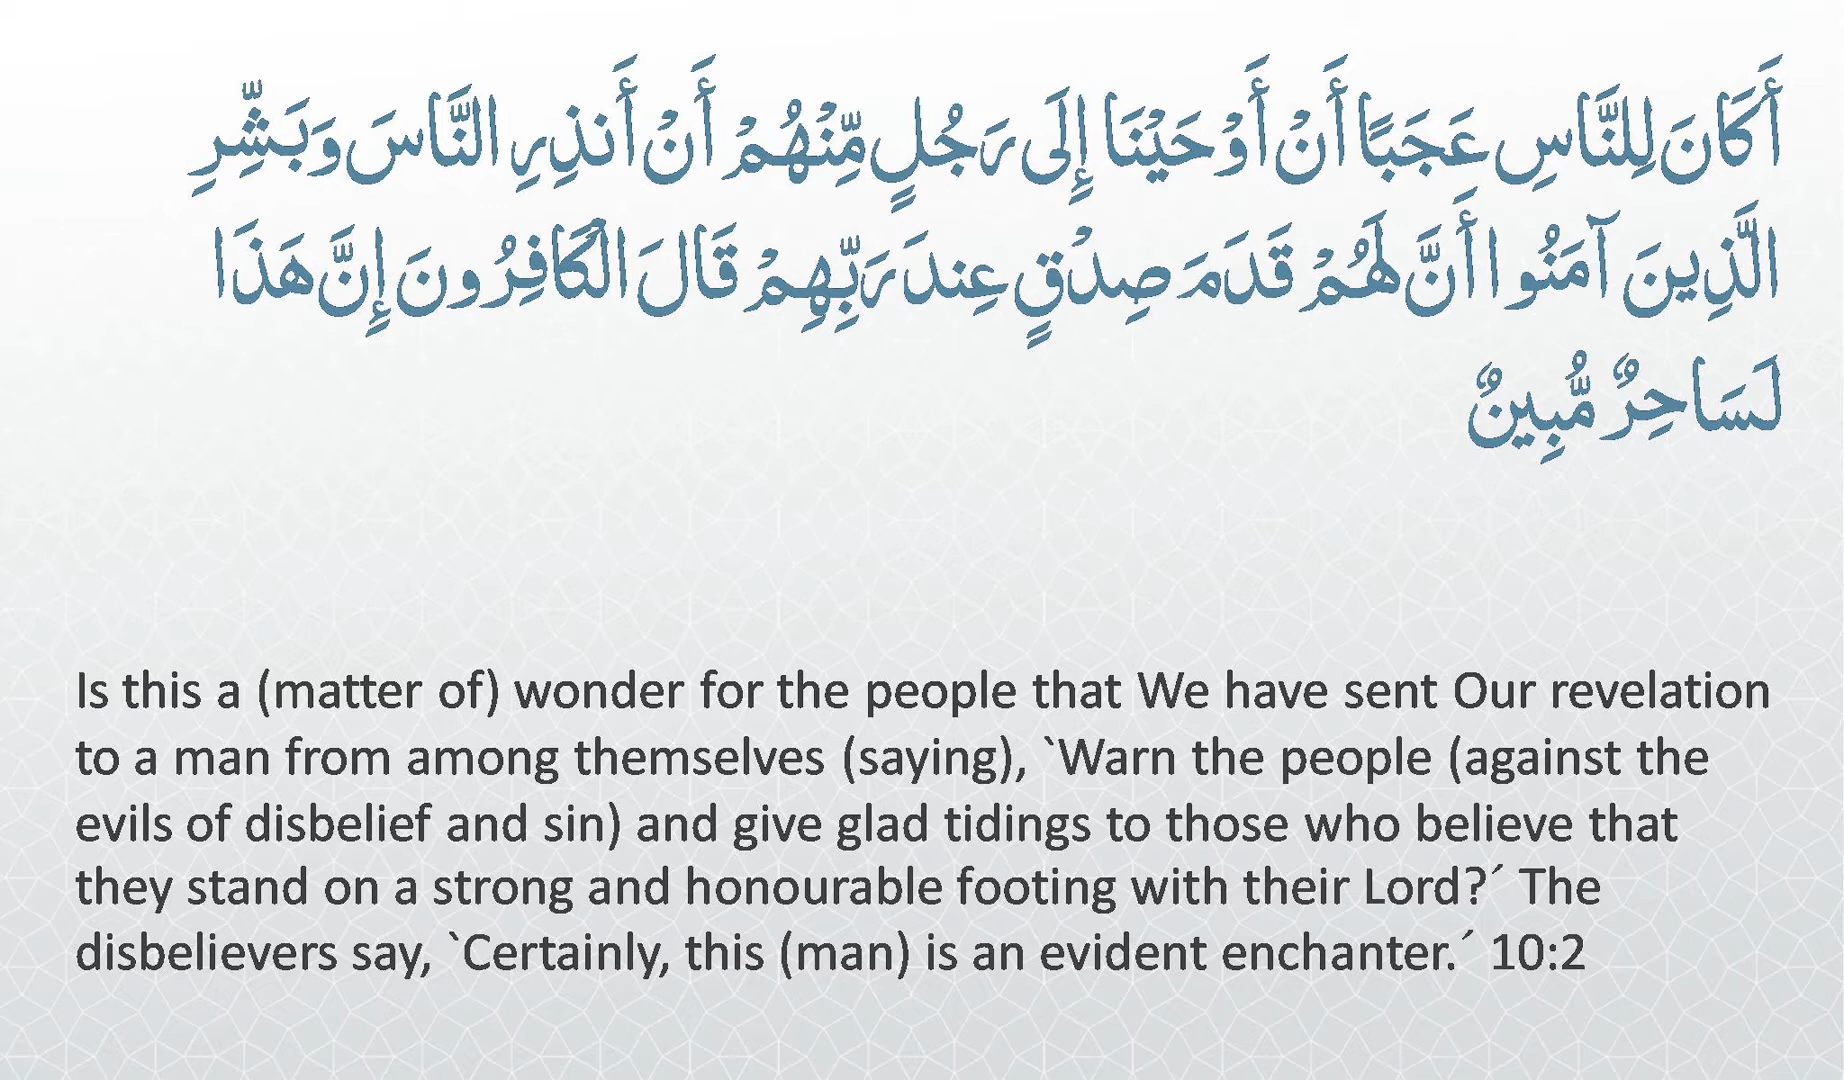 أَكَانَ لِلنَّاسِ عَجَبًا أَنْ أَوْحَيْنَا إِلَى رَجُلٍ مِّنْهُمْ أَنْ أَنذِرِ النَّاسَ وَبَشِّرِ
الَّذِينَ آمَنُوا أَنَّ لَهُمْ قَدَمَ صِدْقٍ عِندَ رَبِّهِمْ قَالَ الْكَافِرُونَ إِنَّ هَذَا
لَسَاحِرٌ مُّبِينٌ
Is this a (matter of) wonder for the people that We have sent Our revelation
to a man from among themselves (saying), `Warn the people (against the
evils of disbelief and sin) and give glad tidings to those who believe that
they stand on a strong and honourable footing with their Lord?´ The
disbelievers say, `Certainly, this (man) is an evident enchanter.´ 10:2